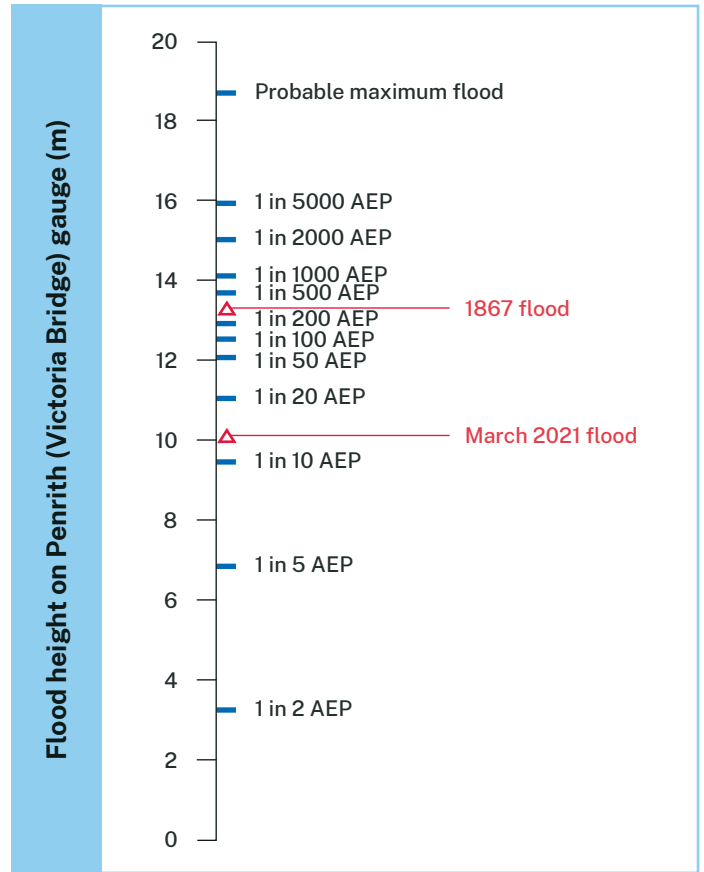 Flood height on Penrith (Victoria Bridge) gauge (m)
20
Probable maximum flood
18
16
1 in 5000 AEP
1 in 2000 AEP
14
1 in 1000 AEP
1 in 500 AEP
1867 flood
1 in 200 AEP
1 in 100 AEP
12
1 in 50 AEP
1 in 20 AEP
10
March 2021 flood
1 in 10 AEP
8
1 in 5 AEP
6
4
1 in 2 AEP
2
0